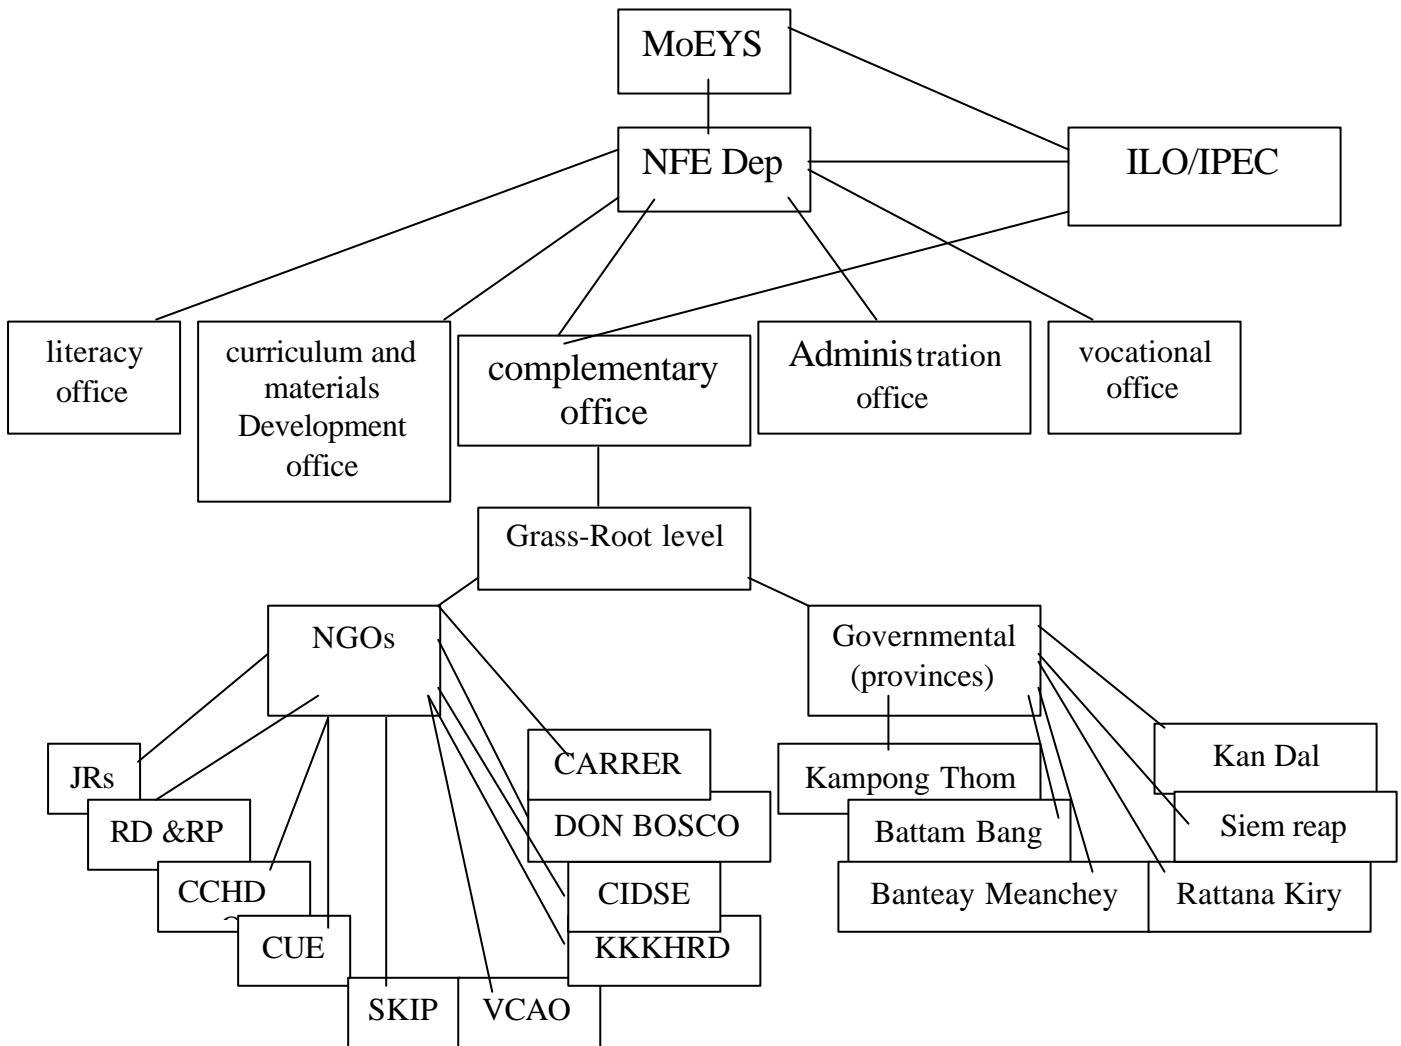 MoEYS
NFE Dep
ILO/IPEC
literacy
office
curriculum and
materials
Development
office
complementary
office
Administration
office
vocational
office
Grass-Root level
NGOs
Governmental
(provinces)
JRs
RD &RP
CCHD
CUE
SKIP
VCAO
CARRER
DON BOSCO
CIDSE
KKKHRD
Kampong Thom
Battam Bang
Banteay Meanchey
Kan Dal
Siem reap
Rattana Kiry